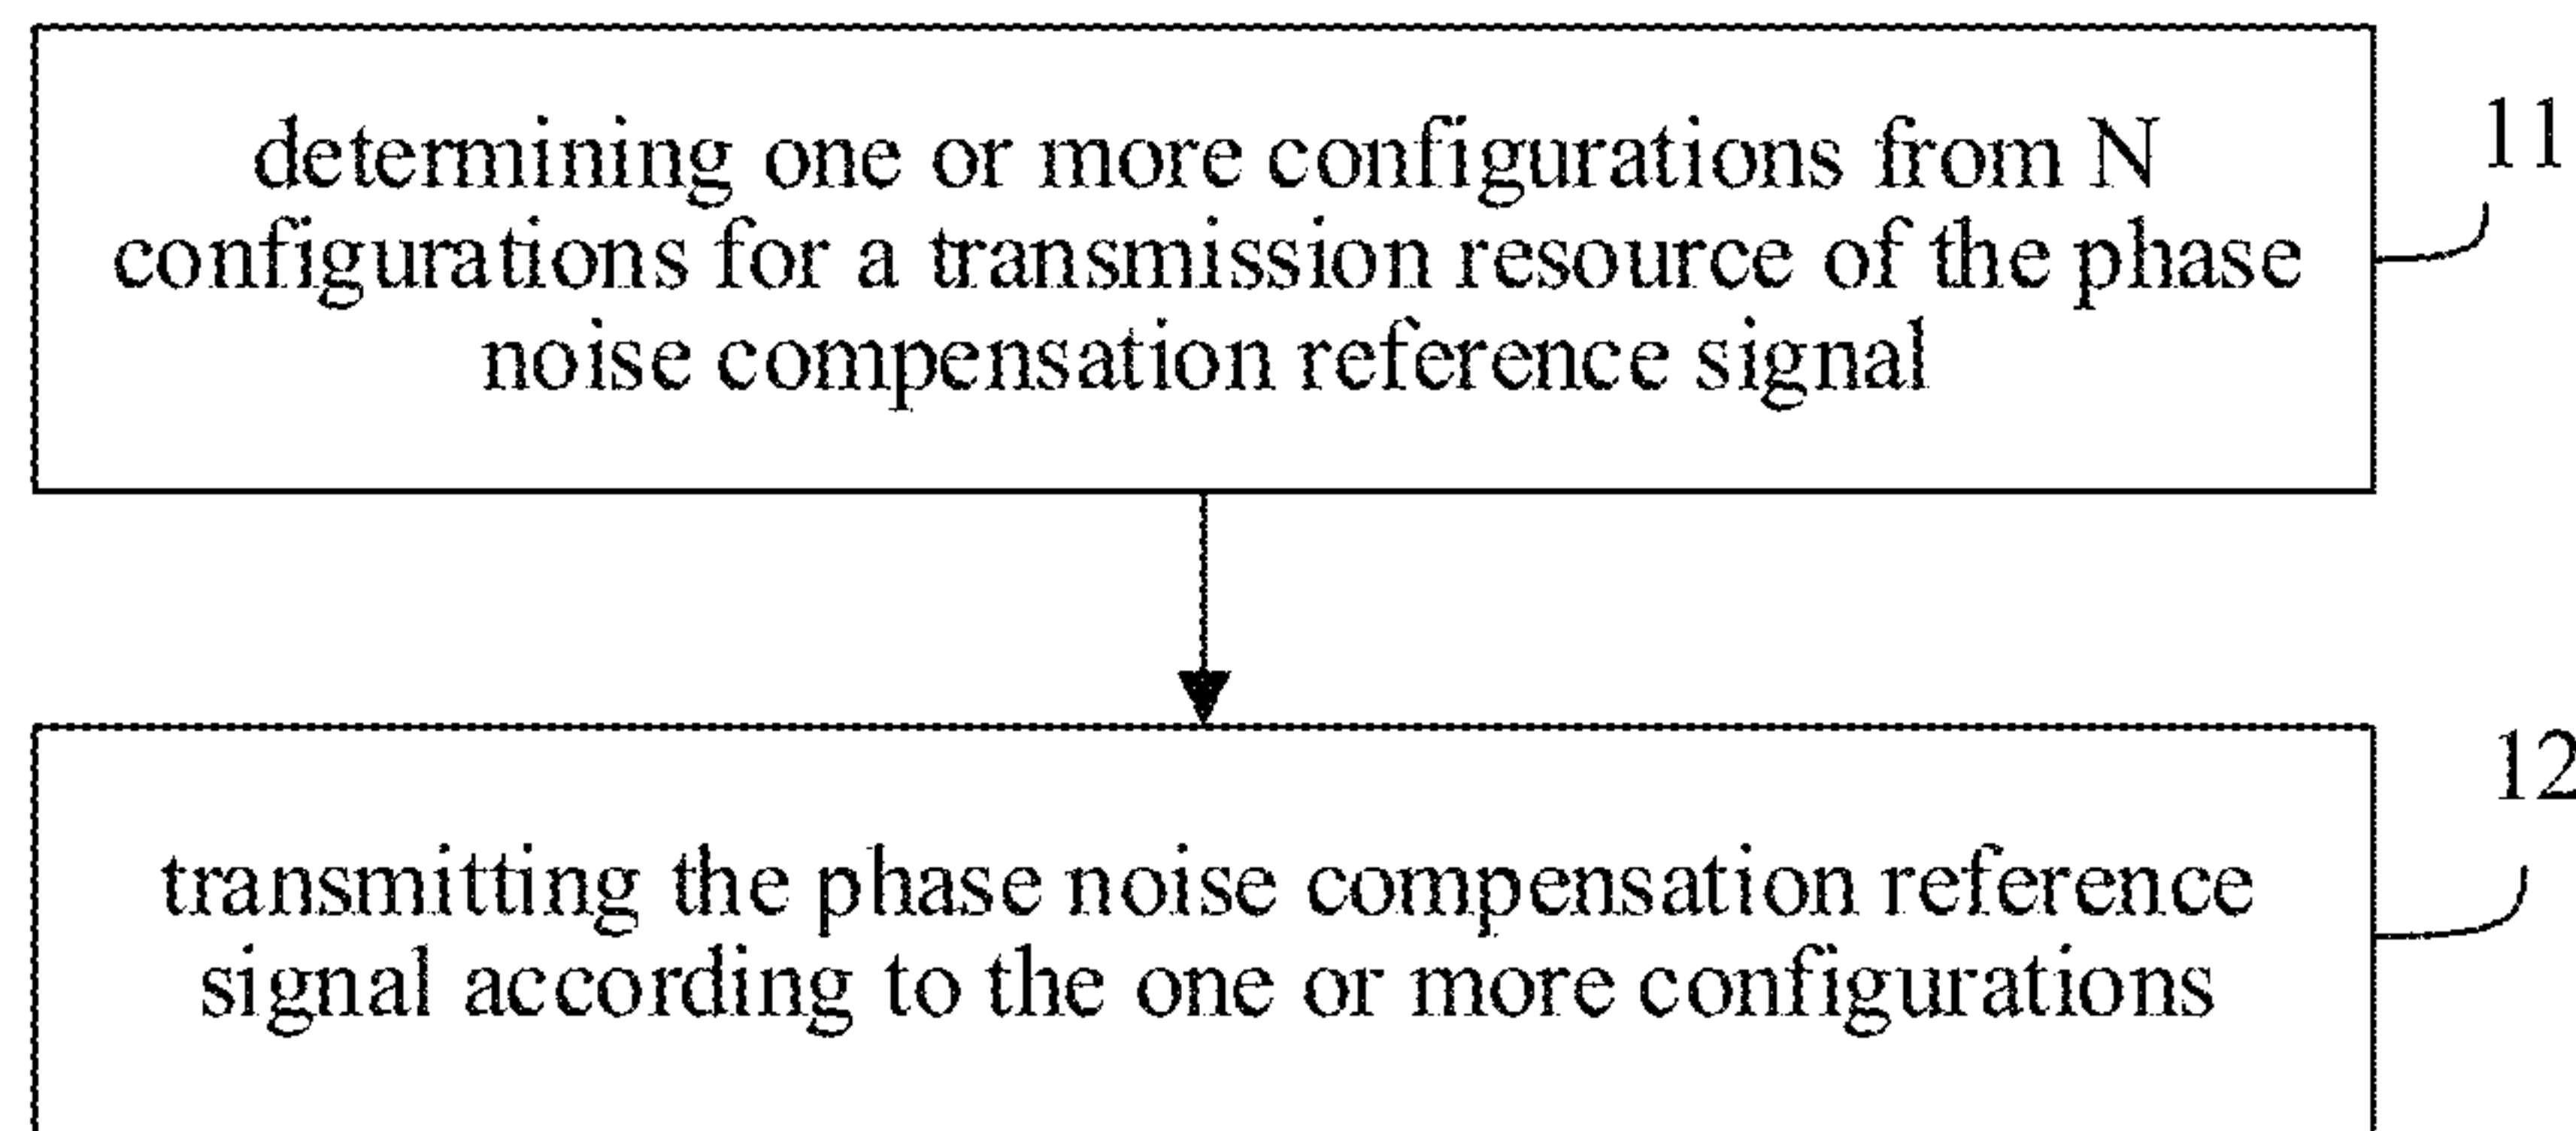 determining one or more configurations from N
configurations for a transmission resource of the phase
noise compensation reference signal
11
transmitting the phase noise compensation reference
signal according to the one or more configurations
12